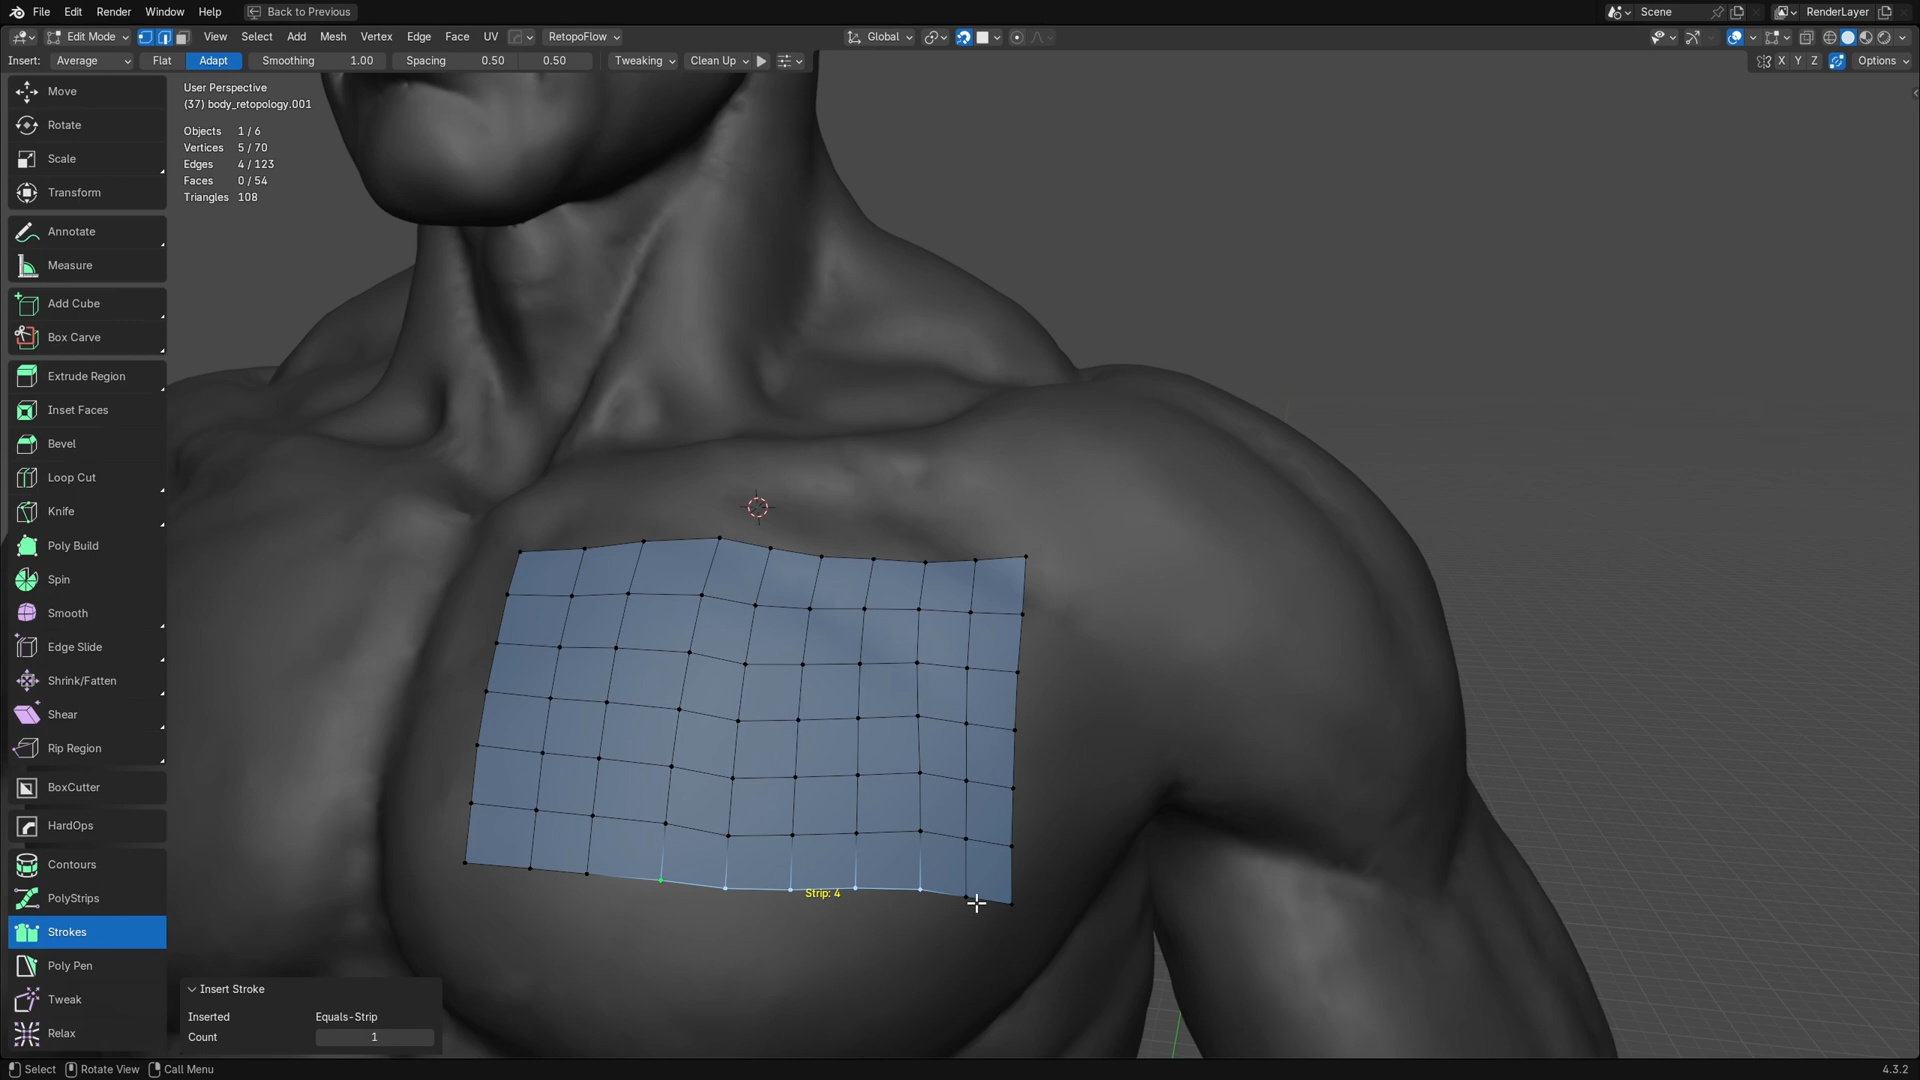 File Edit Render Window Help Back to Previous Scene RenderLayer
Edit Mode View Select Add Mesh Vertex Edge Face UV RetopoFlow Global
Insert: Average Flat Adapt Smoothing 1.00 Spacing 0.50 0.50 Tweaking Clean Up X Y Z Options
User Perspective
(37) body_retopology.001
Objects 1 / 6
Vertices 5 / 70
Edges 4 / 123
Faces 0 / 54
Triangles 108
Move
Rotate
Scale
Transform
Annotate
Measure
Add Cube
Box Carve
Extrude Region
Inset Faces
Bevel
Loop Cut
Knife
Poly Build
Spin
Smooth
Edge Slide
Shrink/Fatten
Shear
Rip Region
BoxCutter
HardOps
Contours
PolyStrips
Strokes
Poly Pen
Tweak
Relax
Strip: 4
Insert Stroke
Inserted Equals-Strip
Count 1
Select Rotate View Call Menu 4.3.2